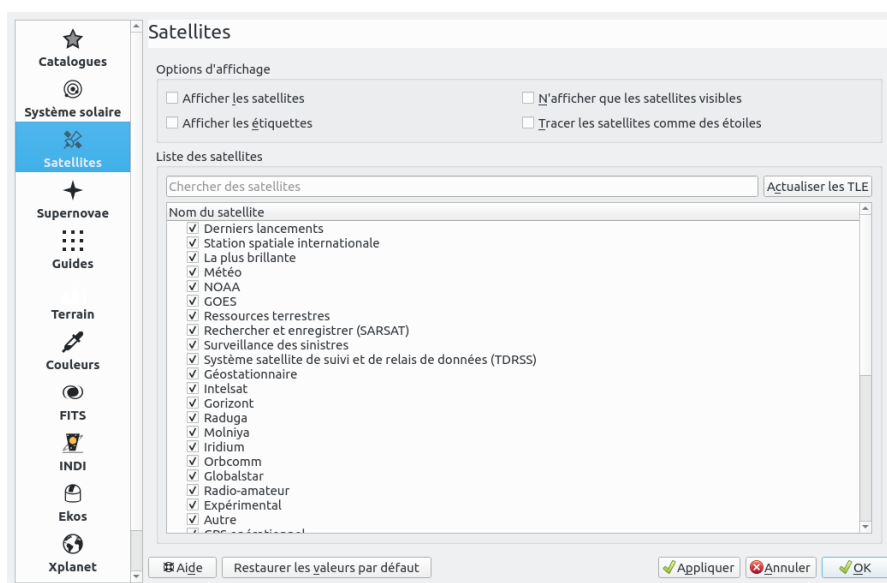 Catalogues
Système solaire
Satellites
Supernovae
Guides
Terrain
Couleurs
FITS
INDI
Ekos
Xplanet
Satellites
Options d'affichage
Afficher les satellites
N'afficher que les satellites visibles
Afficher les étiquettes
Tracer les satellites comme des étoiles
Liste des satellites
Chercher des satellites
Actualiser les TLE
Nom du satellite
Derniers lancements
Station spatiale internationale
La plus brillante
Météo
NOAA
GOES
Ressources terrestres
Rechercher et enregistrer (SARSAT)
Surveillance des sinistres
Système satellite de suivi et de relais de données (TDRSS)
Géostationnaire
Intelsat
Gorizont
Raduga
Molniya
Iridium
Orbcomm
Globalstar
Radio-amateur
Expérimental
Autre
GPS opérationnel
Aide
Restaurer les valeurs par défaut
Appliquer
Annuler
OK